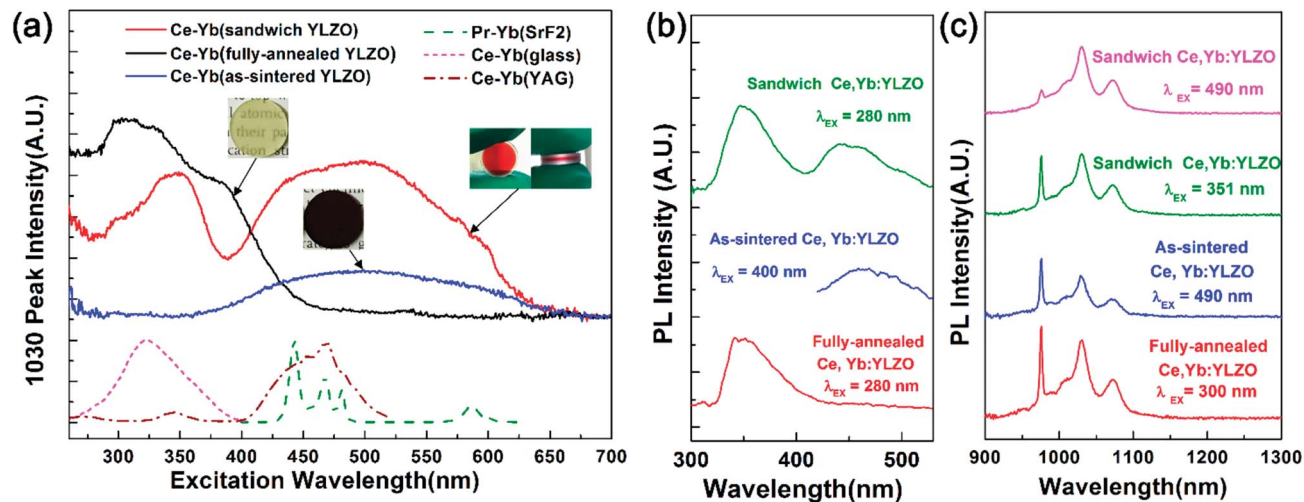 (a)
Ce-Yb(sandwich YLZO)
Ce-Yb(fully-annealed YLZO)
Ce-Yb(as-sintered YLZO)
Pr-Yb(SrF2)
Ce-Yb(glass)
Ce-Yb(YAG)
l atomic
their pa
cation
1030 Peak Intensity(A.U.)
300 350 400 450 500 550 600 650 700
Excitation Wavelength(nm)
(b)
Sandwich Ce,Yb:YLZO
λEX = 280 nm
As-sintered Ce, Yb:YLZO
λEX = 400 nm
Fully-annealed
Ce, Yb:YLZO
λEX = 280 nm
PL Intensity (A.U.)
300 400 500
Wavelength(nm)
(c)
Sandwich Ce,Yb:YLZO
λEX = 490 nm
Sandwich Ce,Yb:YLZO
λEX = 351 nm
As-sintered
Ce, Yb:YLZO
λEX = 490 nm
Fully-annealed
Ce,Yb:YLZO
λEX = 300 nm
PL Intensity(A.U.)
900 1000 1100 1200 1300
Wavelength(nm)